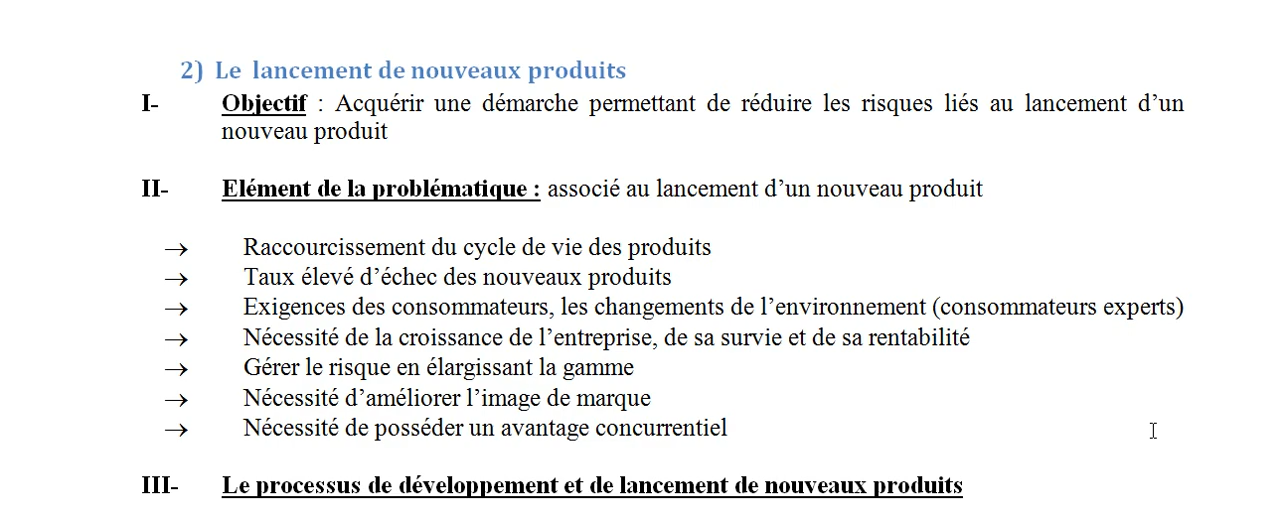 2) Le lancement de nouveaux produits
I- Objectif : Acquérir une démarche permettant de réduire les risques liés au lancement d’un
nouveau produit
II- Elément de la problématique : associé au lancement d’un nouveau produit
→ Raccourcissement du cycle de vie des produits
→ Taux élevé d’échec des nouveaux produits
→ Exigences des consommateurs, les changements de l’environnement (consommateurs experts)
→ Nécessité de la croissance de l’entreprise, de sa survie et de sa rentabilité
→ Gérer le risque en élargissant la gamme
→ Nécessité d’améliorer l’image de marque
→ Nécessité de posséder un avantage concurrentiel
III- Le processus de développement et de lancement de nouveaux produits